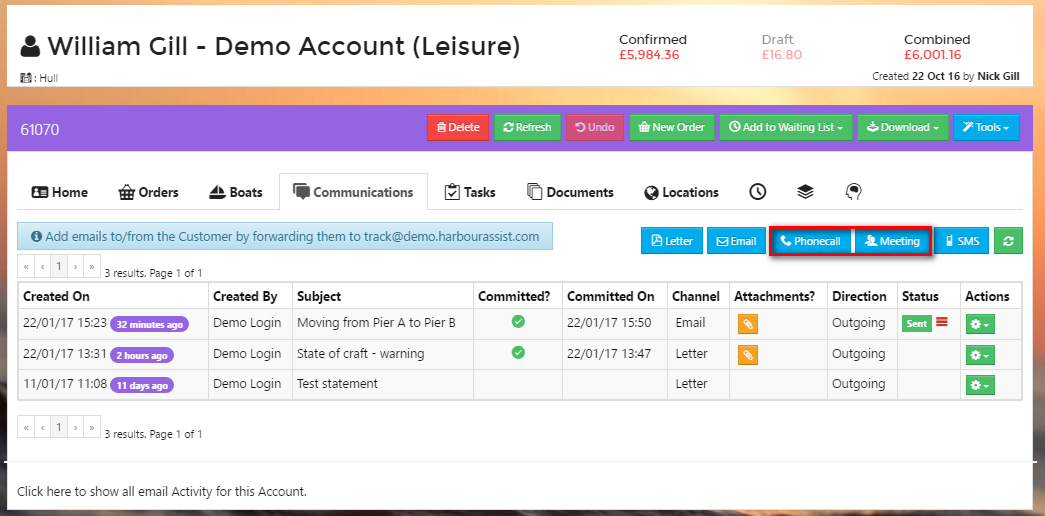 William Gill - Demo Account (Leisure)
Confirmed
£5,984.36
Draft
£16.80
Combined
£6,001.16
: Hull
Created 22 Oct 16 by Nick Gill
61070
Delete Refresh Undo New Order Add to Waiting List Download Tools
Home Orders Boats Communications Tasks Documents Locations
Add emails to/from the Customer by forwarding them to track@demo.harbourassist.com
Letter Email Phonecall Meeting SMS
« ‹ 1 › » 3 results. Page 1 of 1
Created On Created By Subject Committed? Committed On Channel Attachments? Direction Status Actions
22/01/17 15:23 32 minutes ago Demo Login Moving from Pier A to Pier B 22/01/17 15:50 Email Outgoing Sent
22/01/17 13:31 2 hours ago Demo Login State of craft - warning 22/01/17 13:47 Letter Outgoing
11/01/17 11:08 11 days ago Demo Login Test statement Letter Outgoing
« ‹ 1 › » 3 results. Page 1 of 1
Click here to show all email Activity for this Account.